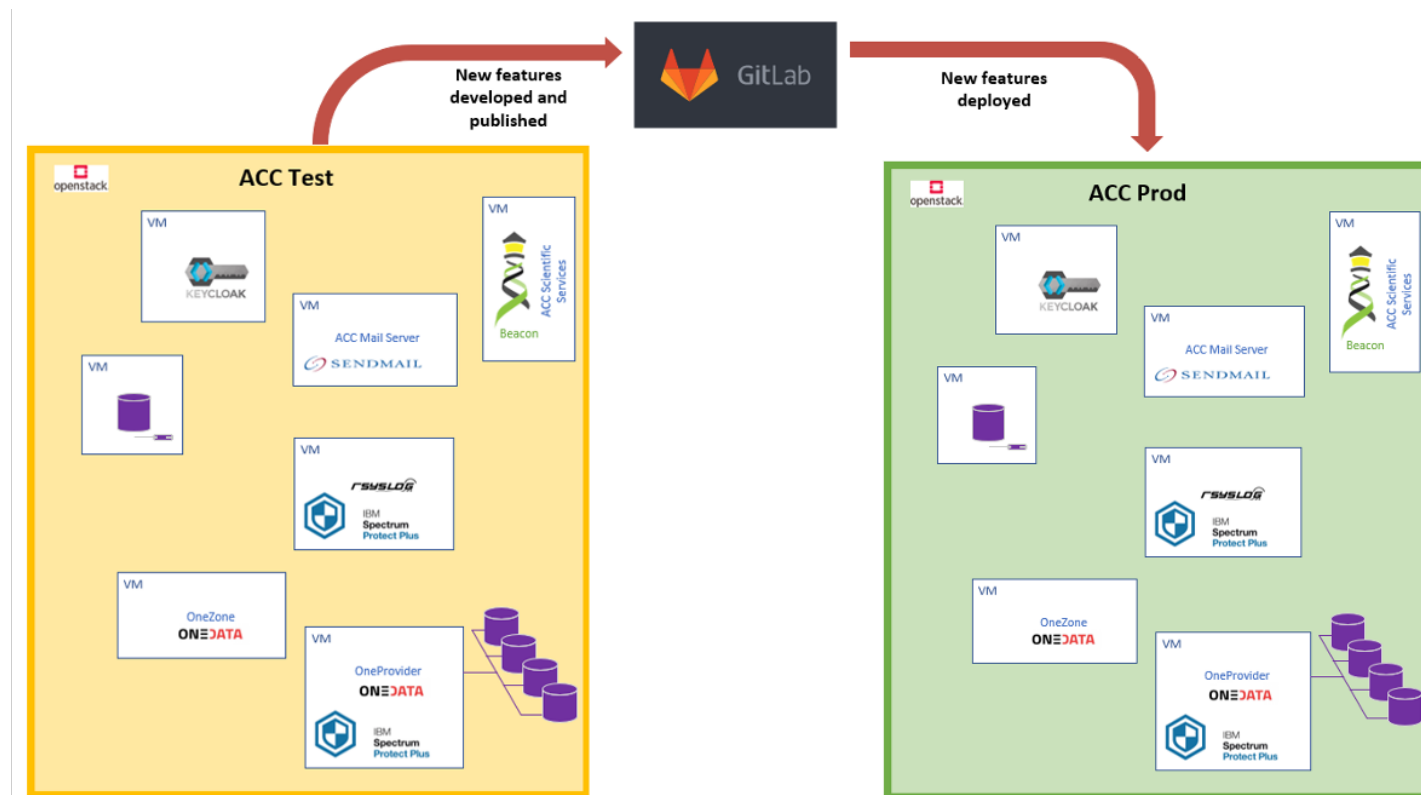 New features
developed and
published
GitLab
New features
deployed
openstack.
ACC Test
VM
KEYCLOAK
VM
ACC Mail Server
SENDMAIL
VM
Beacon
ACC Scientific
Services
VM
VM
rsyslog
IBM
Spectrum
Protect Plus
VM
OneZone
ONEDATA
VM
OneProvider
ONEDATA
IBM
Spectrum
Protect Plus
openstack.
ACC Prod
VM
KEYCLOAK
VM
ACC Mail Server
SENDMAIL
VM
Beacon
ACC Scientific
Services
VM
VM
rsyslog
IBM
Spectrum
Protect Plus
VM
OneZone
ONEDATA
VM
OneProvider
ONEDATA
IBM
Spectrum
Protect Plus